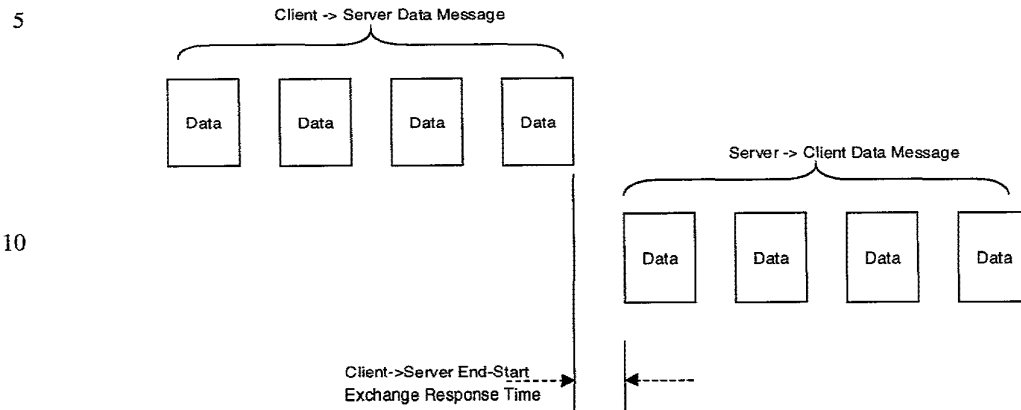 5
Client -> Server Data Message
Data Data Data Data
Server -> Client Data Message
10
Data Data Data Data
Client->Server End-Start
Exchange Response Time